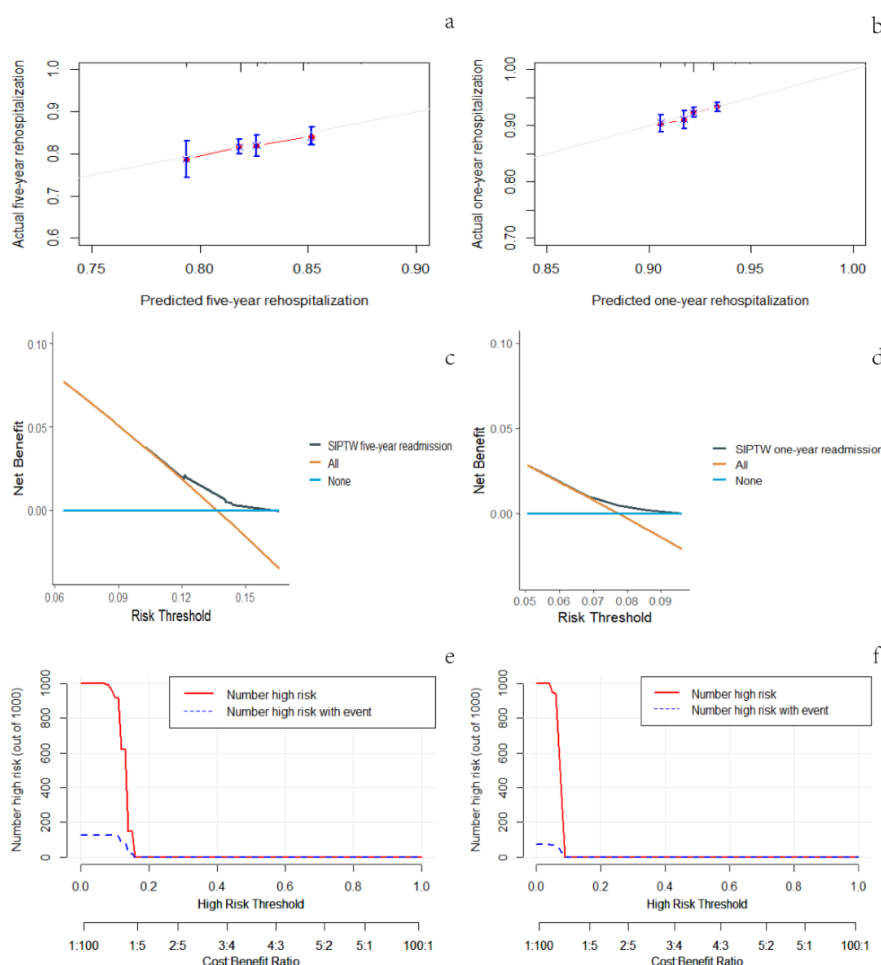 a
b
Actual five-year rehospitalization
0.6 0.7 0.8 0.9 1.0
0.75 0.80 0.85 0.90
Predicted five-year rehospitalization
Actual one-year rehospitalization
0.70 0.80 0.90 1.00
0.85 0.90 0.95 1.00
Predicted one-year rehospitalization
c
d
Net Benefit
0.10
0.05
0.00
0.06 0.09 0.12 0.15
Risk Threshold
SIPTW five-year readmission
All
None
Net Benefit
0.10
0.05
0.00
0.05 0.06 0.07 0.08 0.09
Risk Threshold
SIPTW one-year readmission
All
None
e
f
Number high risk (out of 1000)
0 200 400 600 800 1000
Number high risk
Number high risk with event
0.0 0.2 0.4 0.6 0.8 1.0
High Risk Threshold
1:100 1:5 2:5 3:4 4:3 5:2 5:1 100:1
Cost:Benefit Ratio
Number high risk (out of 1000)
0 200 400 600 800 1000
Number high risk
Number high risk with event
0.0 0.2 0.4 0.6 0.8 1.0
High Risk Threshold
1:100 1:5 2:5 3:4 4:3 5:2 5:1 100:1
Cost:Benefit Ratio